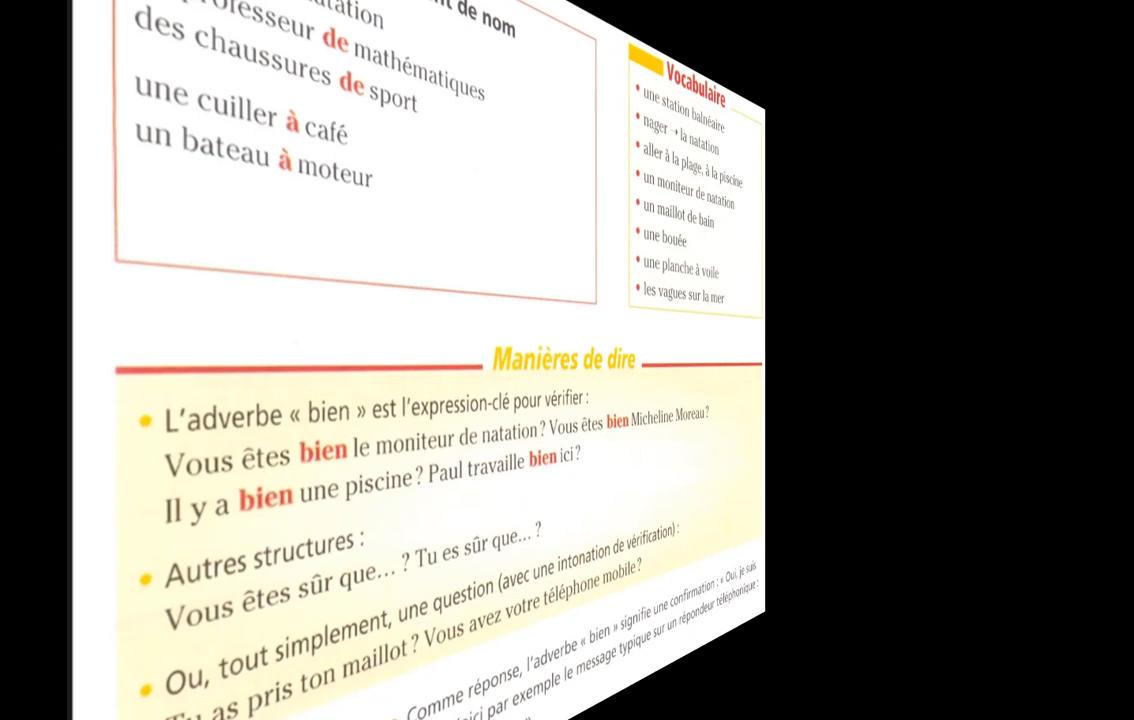 de nom
professeur de mathématiques
des chaussures de sport
une cuiller à café
un bateau à moteur
Vocabulaire
• une station balnéaire
• nager → la natation
• aller à la plage, à la piscine
• un moniteur de natation
• un maillot de bain
• une bouée
• une planche à voile
• les vagues sur la mer
Manières de dire
• L'adverbe « bien » est l'expression-clé pour vérifier :
Vous êtes bien le moniteur de natation ? Vous êtes bien Micheline Moreau ?
Il y a bien une piscine ? Paul travaille bien ici ?
• Autres structures :
Vous êtes sûr que... ? Tu es sûr que... ?
• Ou, tout simplement, une question (avec une intonation de vérification) :
Tu as pris ton maillot ? Vous avez votre téléphone mobile ?
Comme réponse, l'adverbe « bien » signifie une confirmation : « Oui, je suis
par exemple le message typique sur un répondeur téléphonique :